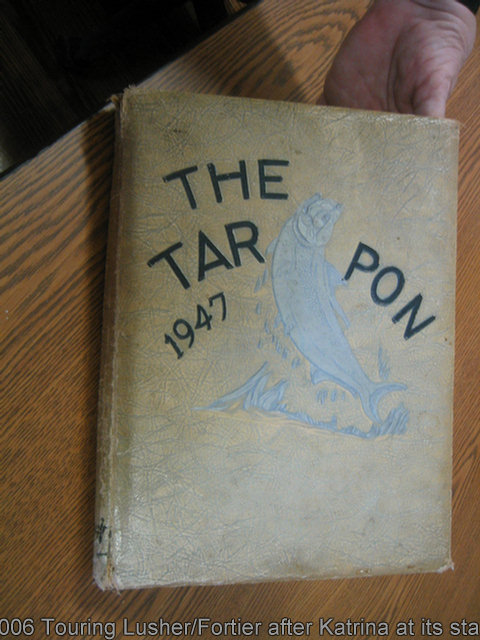 THE
TAR PON
1947
006 Touring Lusher/Fortier after Katrina at its sta